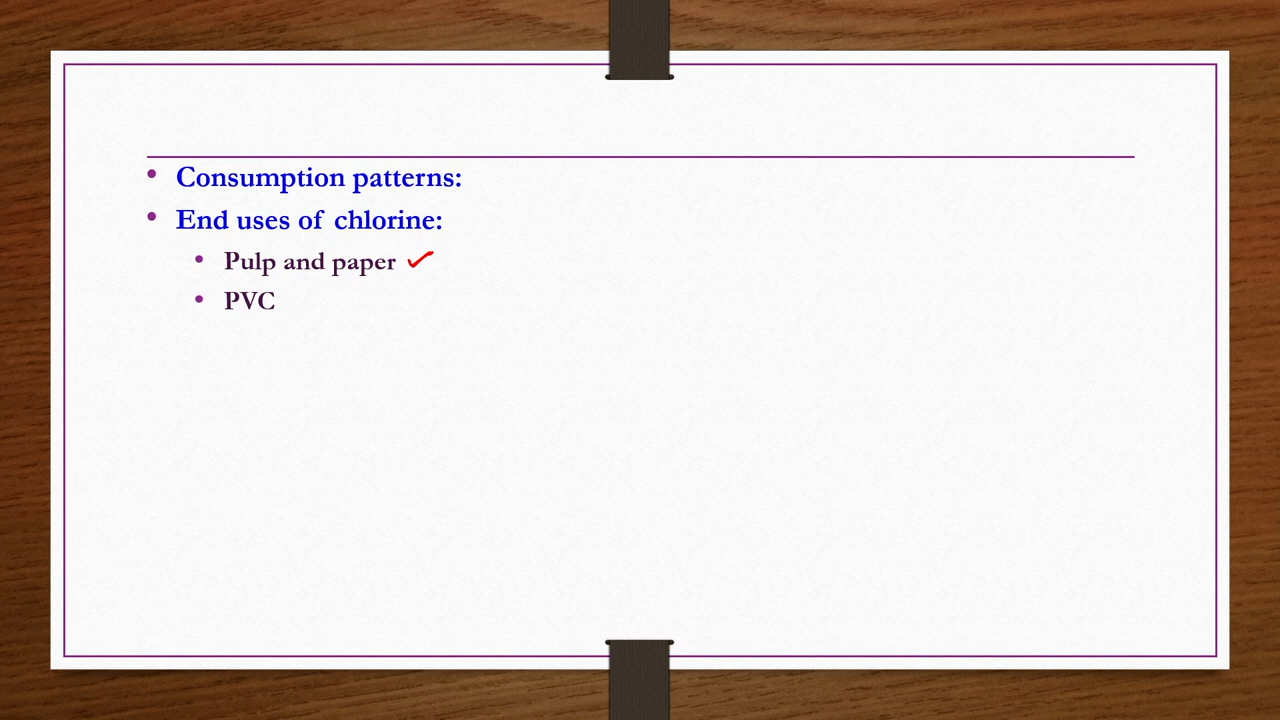 • Consumption patterns:
• End uses of chlorine:
• Pulp and paper ✓
• PVC